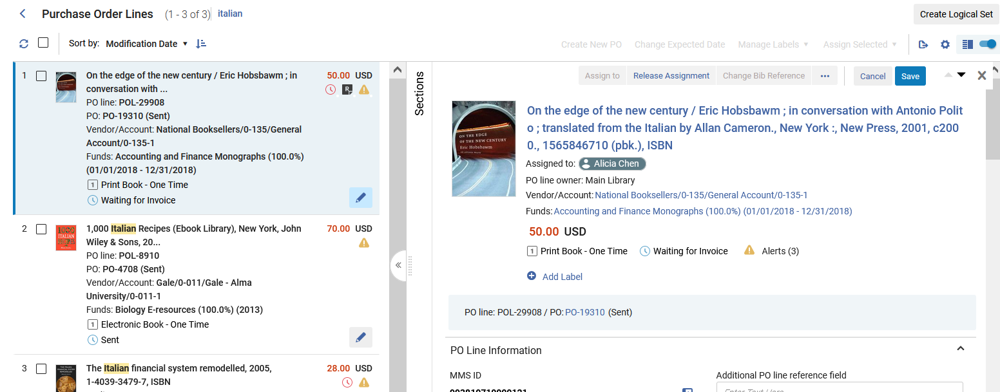 Purchase Order Lines (1 - 3 of 3) italian
Create Logical Set
Sort by: Modification Date
Create New PO Change Expected Date Manage Labels Assign Selected
1
On the edge of the new century / Eric Hobsbawm ; in
conversation with ...
50.00 USD
R
PO line: POL-29908
PO: PO-19310 (Sent)
Vendor/Account: National Booksellers/0-135/General
Account/0-135-1
Funds: Accounting and Finance Monographs (100.0%)
(01/01/2018 - 12/31/2018)
1 Print Book - One Time
Waiting for Invoice
2
1,000 Italian Recipes (Ebook Library), New York, John
Wiley & Sons, 20...
70.00 USD
1000
ITALIAN
PO line: POL-8910
PO: PO-4708 (Sent)
Vendor/Account: Gale/0-011/Gale - Alma
University/0-011-1
Funds: Biology E-resources (100.0%) (2013)
1 Electronic Book - One Time
Sent
3
The Italian financial system remodelled, 2005,
1-4039-3479-7, ISBN
28.00 USD
Sections
Assign to Release Assignment Change Bib Reference ••• Cancel Save
ON THE EDGE
OF THE NEW CENTURY
Eric Hobsbawm
On the edge of the new century / Eric Hobsbawm ; in conversation with Antonio Polit
o ; translated from the Italian by Allan Cameron., New York :, New Press, 2001, c200
0., 1565846710 (pbk.), ISBN
Assigned to: Alicia Chen
PO line owner: Main Library
Vendor/Account: National Booksellers/0-135/General Account/0-135-1
Funds: Accounting and Finance Monographs (100.0%) (01/01/2018 - 12/31/2018)
50.00 USD
1 Print Book - One Time Waiting for Invoice Alerts (3)
Add Label
PO line: POL-29908 / PO: PO-19310 (Sent)
PO Line Information
MMS ID
Additional PO line reference field
Enter Text Here